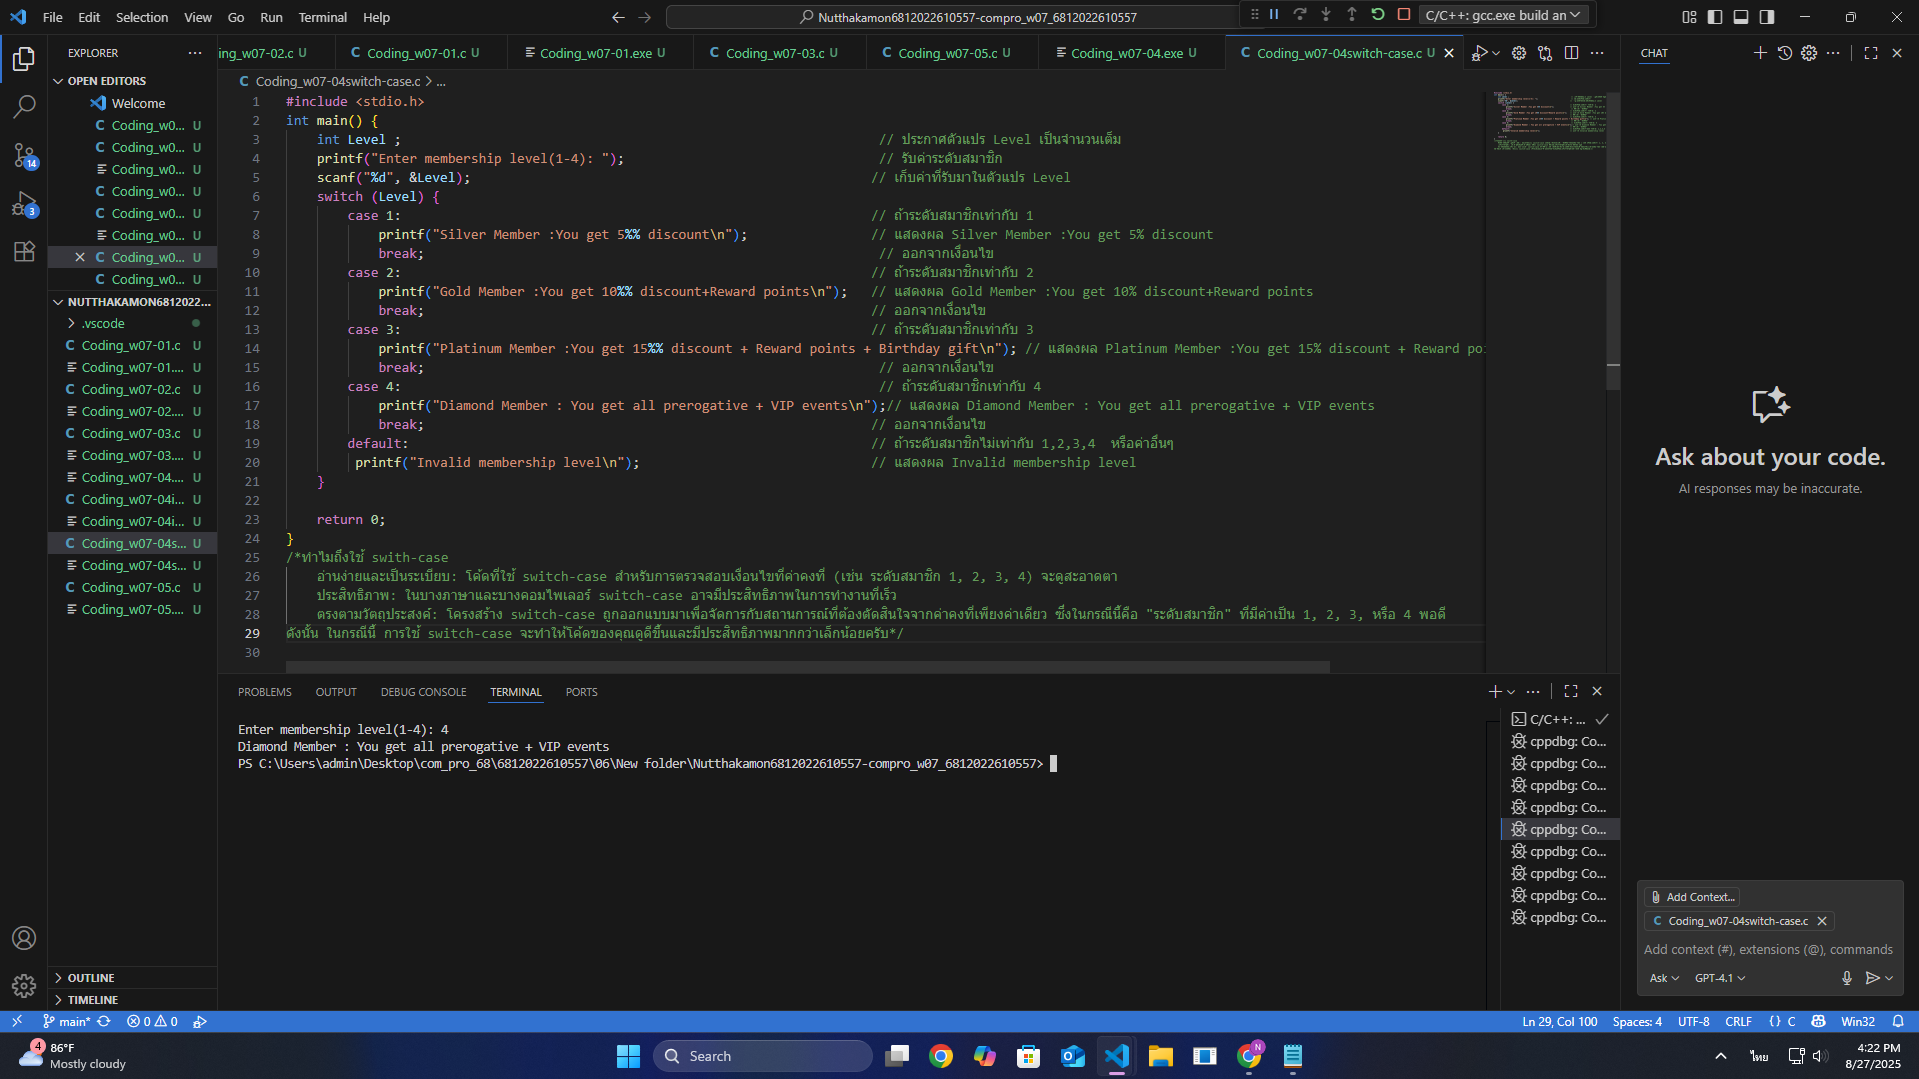 File Edit Selection View Go Run Terminal Help
Nutthakamon6812022610557-compro_w07_6812022610557
C/C++: gcc.exe build an
EXPLORER
ing_w07-02.c U
C Coding_w07-01.c U
Coding_w07-01.exe U
C Coding_w07-03.c U
C Coding_w07-05.c U
Coding_w07-04.exe U
C Coding_w07-04switch-case.c U
CHAT
OPEN EDITORS
Welcome
C Coding_w0... U
C Coding_w0... U
Coding_w0... U
C Coding_w0... U
C Coding_w0... U
Coding_w0... U
C Coding_w0... U
C Coding_w0... U
NUTTHAKAMON6812022...
.vscode
C Coding_w07-01.c U
Coding_w07-01.... U
C Coding_w07-02.c U
Coding_w07-02.... U
C Coding_w07-03.c U
Coding_w07-03.... U
Coding_w07-04.... U
C Coding_w07-04i... U
Coding_w07-04i... U
C Coding_w07-04s... U
Coding_w07-04s... U
C Coding_w07-05.c U
Coding_w07-05.... U
OUTLINE
TIMELINE
14
3
C Coding_w07-04switch-case.c > ...
1 #include <stdio.h>
2 int main() {
3 int Level ; // ประกาศตัวแปร Level เป็นจำนวนเต็ม
4 printf("Enter membership level(1-4): "); // รับค่าระดับสมาชิก
5 scanf("%d", &Level); // เก็บค่าที่รับมาในตัวแปร Level
6 switch (Level) {
7 case 1: // ถ้าระดับสมาชิกเท่ากับ 1
8 printf("Silver Member :You get 5%% discount\n"); // แสดงผล Silver Member :You get 5% discount
9 break; // ออกจากเงื่อนไข
10 case 2: // ถ้าระดับสมาชิกเท่ากับ 2
11 printf("Gold Member :You get 10%% discount+Reward points\n"); // แสดงผล Gold Member :You get 10% discount+Reward points
12 break; // ออกจากเงื่อนไข
13 case 3: // ถ้าระดับสมาชิกเท่ากับ 3
14 printf("Platinum Member :You get 15%% discount + Reward points + Birthday gift\n"); // แสดงผล Platinum Member :You get 15% discount + Reward po
15 break; // ออกจากเงื่อนไข
16 case 4: // ถ้าระดับสมาชิกเท่ากับ 4
17 printf("Diamond Member : You get all prerogative + VIP events\n");// แสดงผล Diamond Member : You get all prerogative + VIP events
18 break; // ออกจากเงื่อนไข
19 default: // ถ้าระดับสมาชิกไม่เท่ากับ 1,2,3,4 หรือค่าอื่นๆ
20 printf("Invalid membership level\n"); // แสดงผล Invalid membership level
21 }
22
23 return 0;
24 }
25 /*ทำไมถึงใช้ swith-case
26 อ่านง่ายและเป็นระเบียบ: โค้ดที่ใช้ switch-case สำหรับการตรวจสอบเงื่อนไขที่ค่าคงที่ (เช่น ระดับสมาชิก 1, 2, 3, 4) จะดูสะอาดตา
27 ประสิทธิภาพ: ในบางภาษาและบางคอมไพเลอร์ switch-case อาจมีประสิทธิภาพในการทำงานที่เร็ว
28 ตรงตามวัตถุประสงค์: โครงสร้าง switch-case ถูกออกแบบมาเพื่อจัดการกับสถานการณ์ที่ต้องตัดสินใจจากค่าคงที่เพียงค่าเดียว ซึ่งในกรณีนี้คือ "ระดับสมาชิก" ที่มีค่าเป็น 1, 2, 3, หรือ 4 พอดี
29 ดังนั้น ในกรณีนี้ การใช้ switch-case จะทำให้โค้ดของคุณดูดีขึ้นและมีประสิทธิภาพมากกว่าเล็กน้อยครับ*/
30
PROBLEMS OUTPUT DEBUG CONSOLE TERMINAL PORTS
Enter membership level(1-4): 4
Diamond Member : You get all prerogative + VIP events
PS C:\Users\admin\Desktop\com_pro_68\6812022610557\06\New folder\Nutthakamon6812022610557-compro_w07_6812022610557>
C/C++: ...
cppdbg: Co...
cppdbg: Co...
cppdbg: Co...
cppdbg: Co...
cppdbg: Co...
cppdbg: Co...
cppdbg: Co...
cppdbg: Co...
cppdbg: Co...
Ask about your code.
AI responses may be inaccurate.
Add Context...
C Coding_w07-04switch-case.c
Add context (#), extensions (@), commands
Ask GPT-4.1
main* 0 0
Ln 29, Col 100 Spaces: 4 UTF-8 CRLF {} C Win32
4 86°F
Mostly cloudy
Search
N
ไทย
4:22 PM
8/27/2025